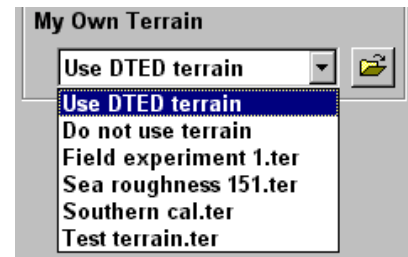 My Own Terrain
Use DTED terrain
Use DTED terrain
Do not use terrain
Field experiment 1.ter
Sea roughness 151.ter
Southern cal.ter
Test terrain.ter